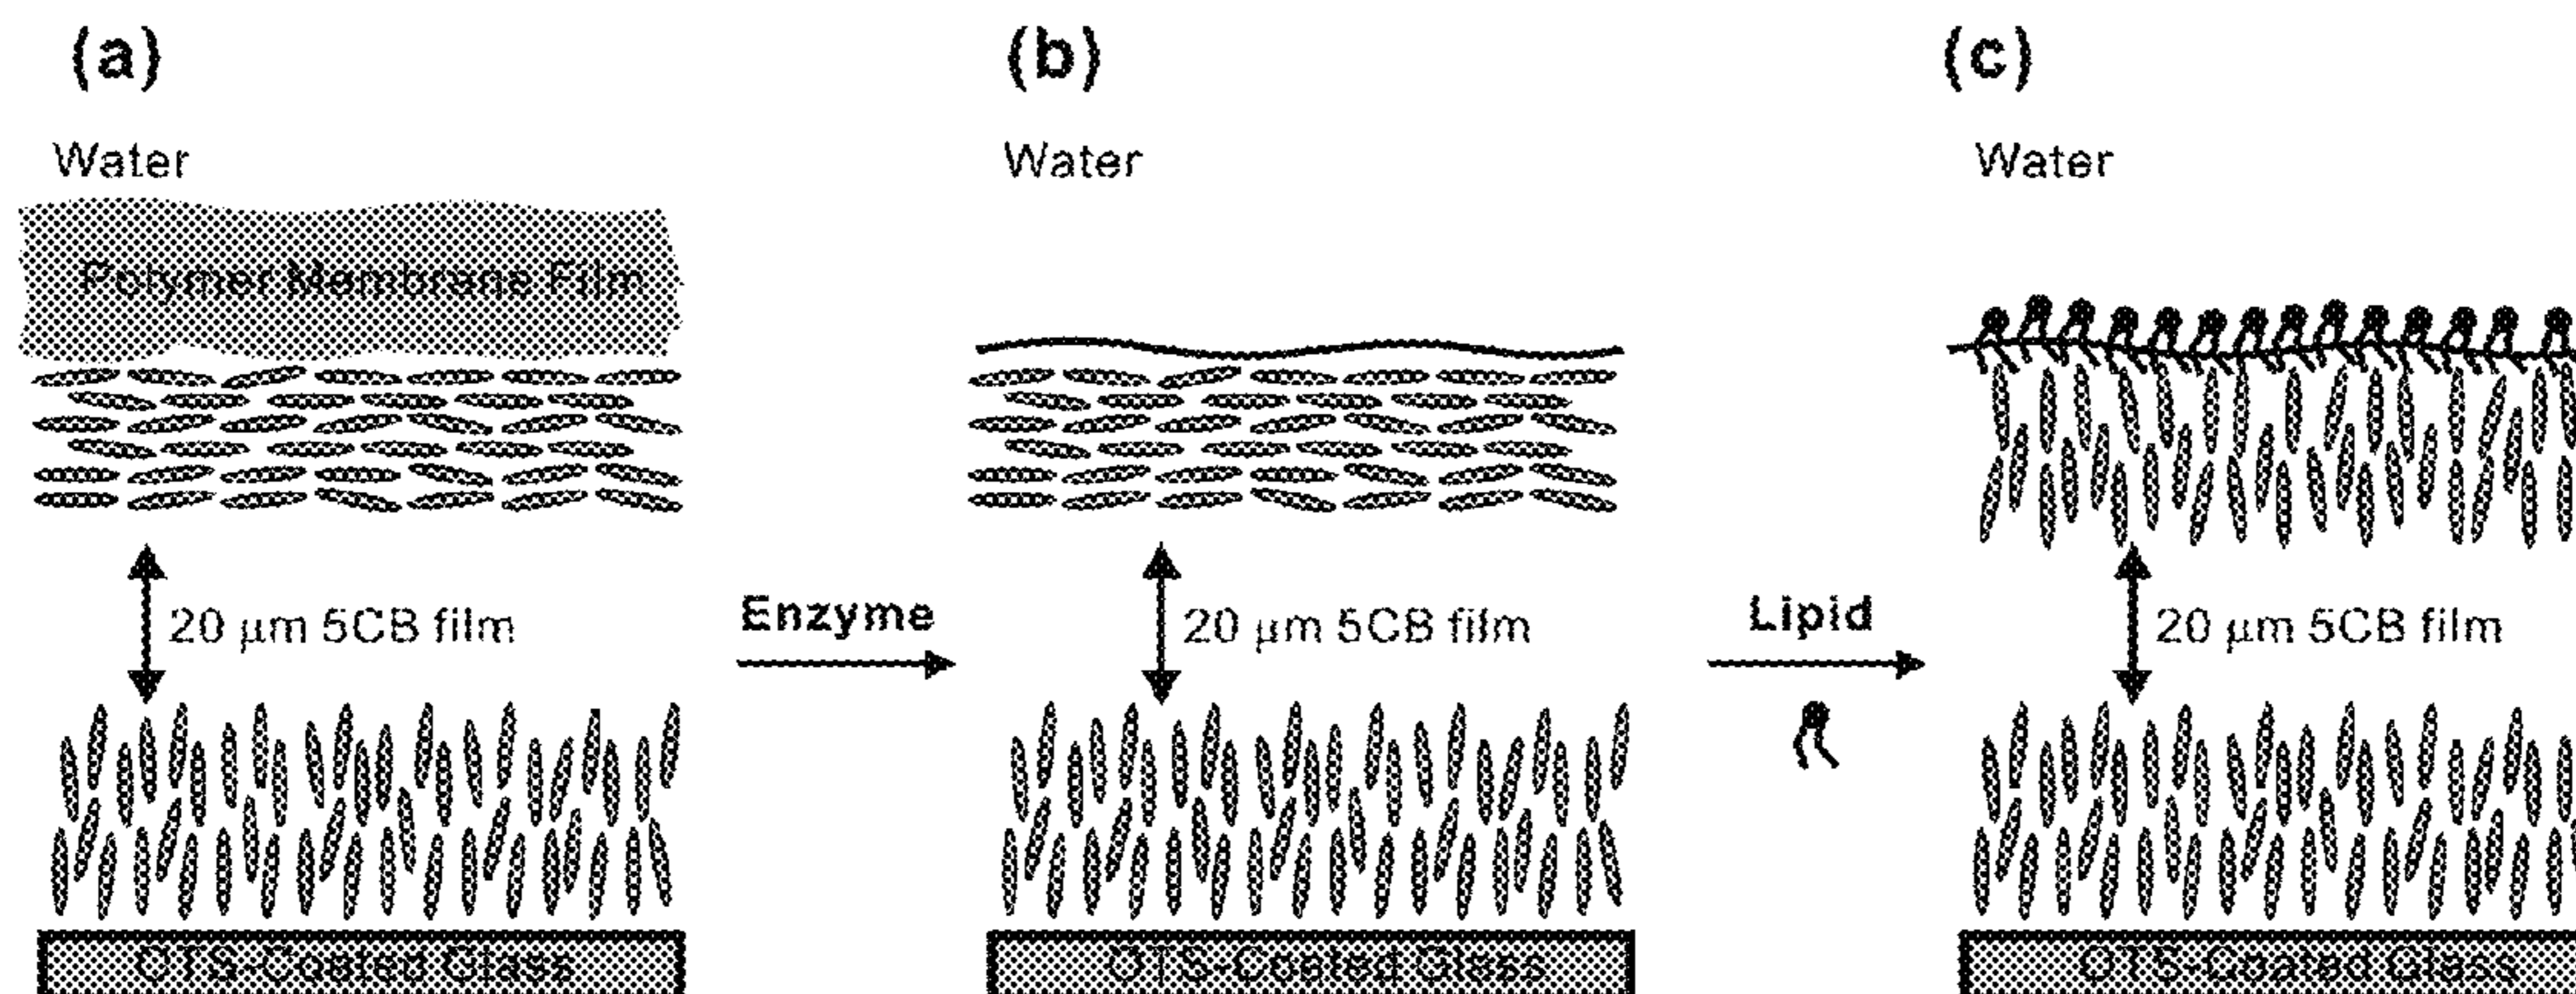 (a)
Water
Polymer Membrane Film
20 μm 5CB film
OTS-Coated Glass
Enzyme
(b)
Water
20 μm 5CB film
OTS-Coated Glass
Lipid
(c)
Water
20 μm 5CB film
OTS-Coated Glass